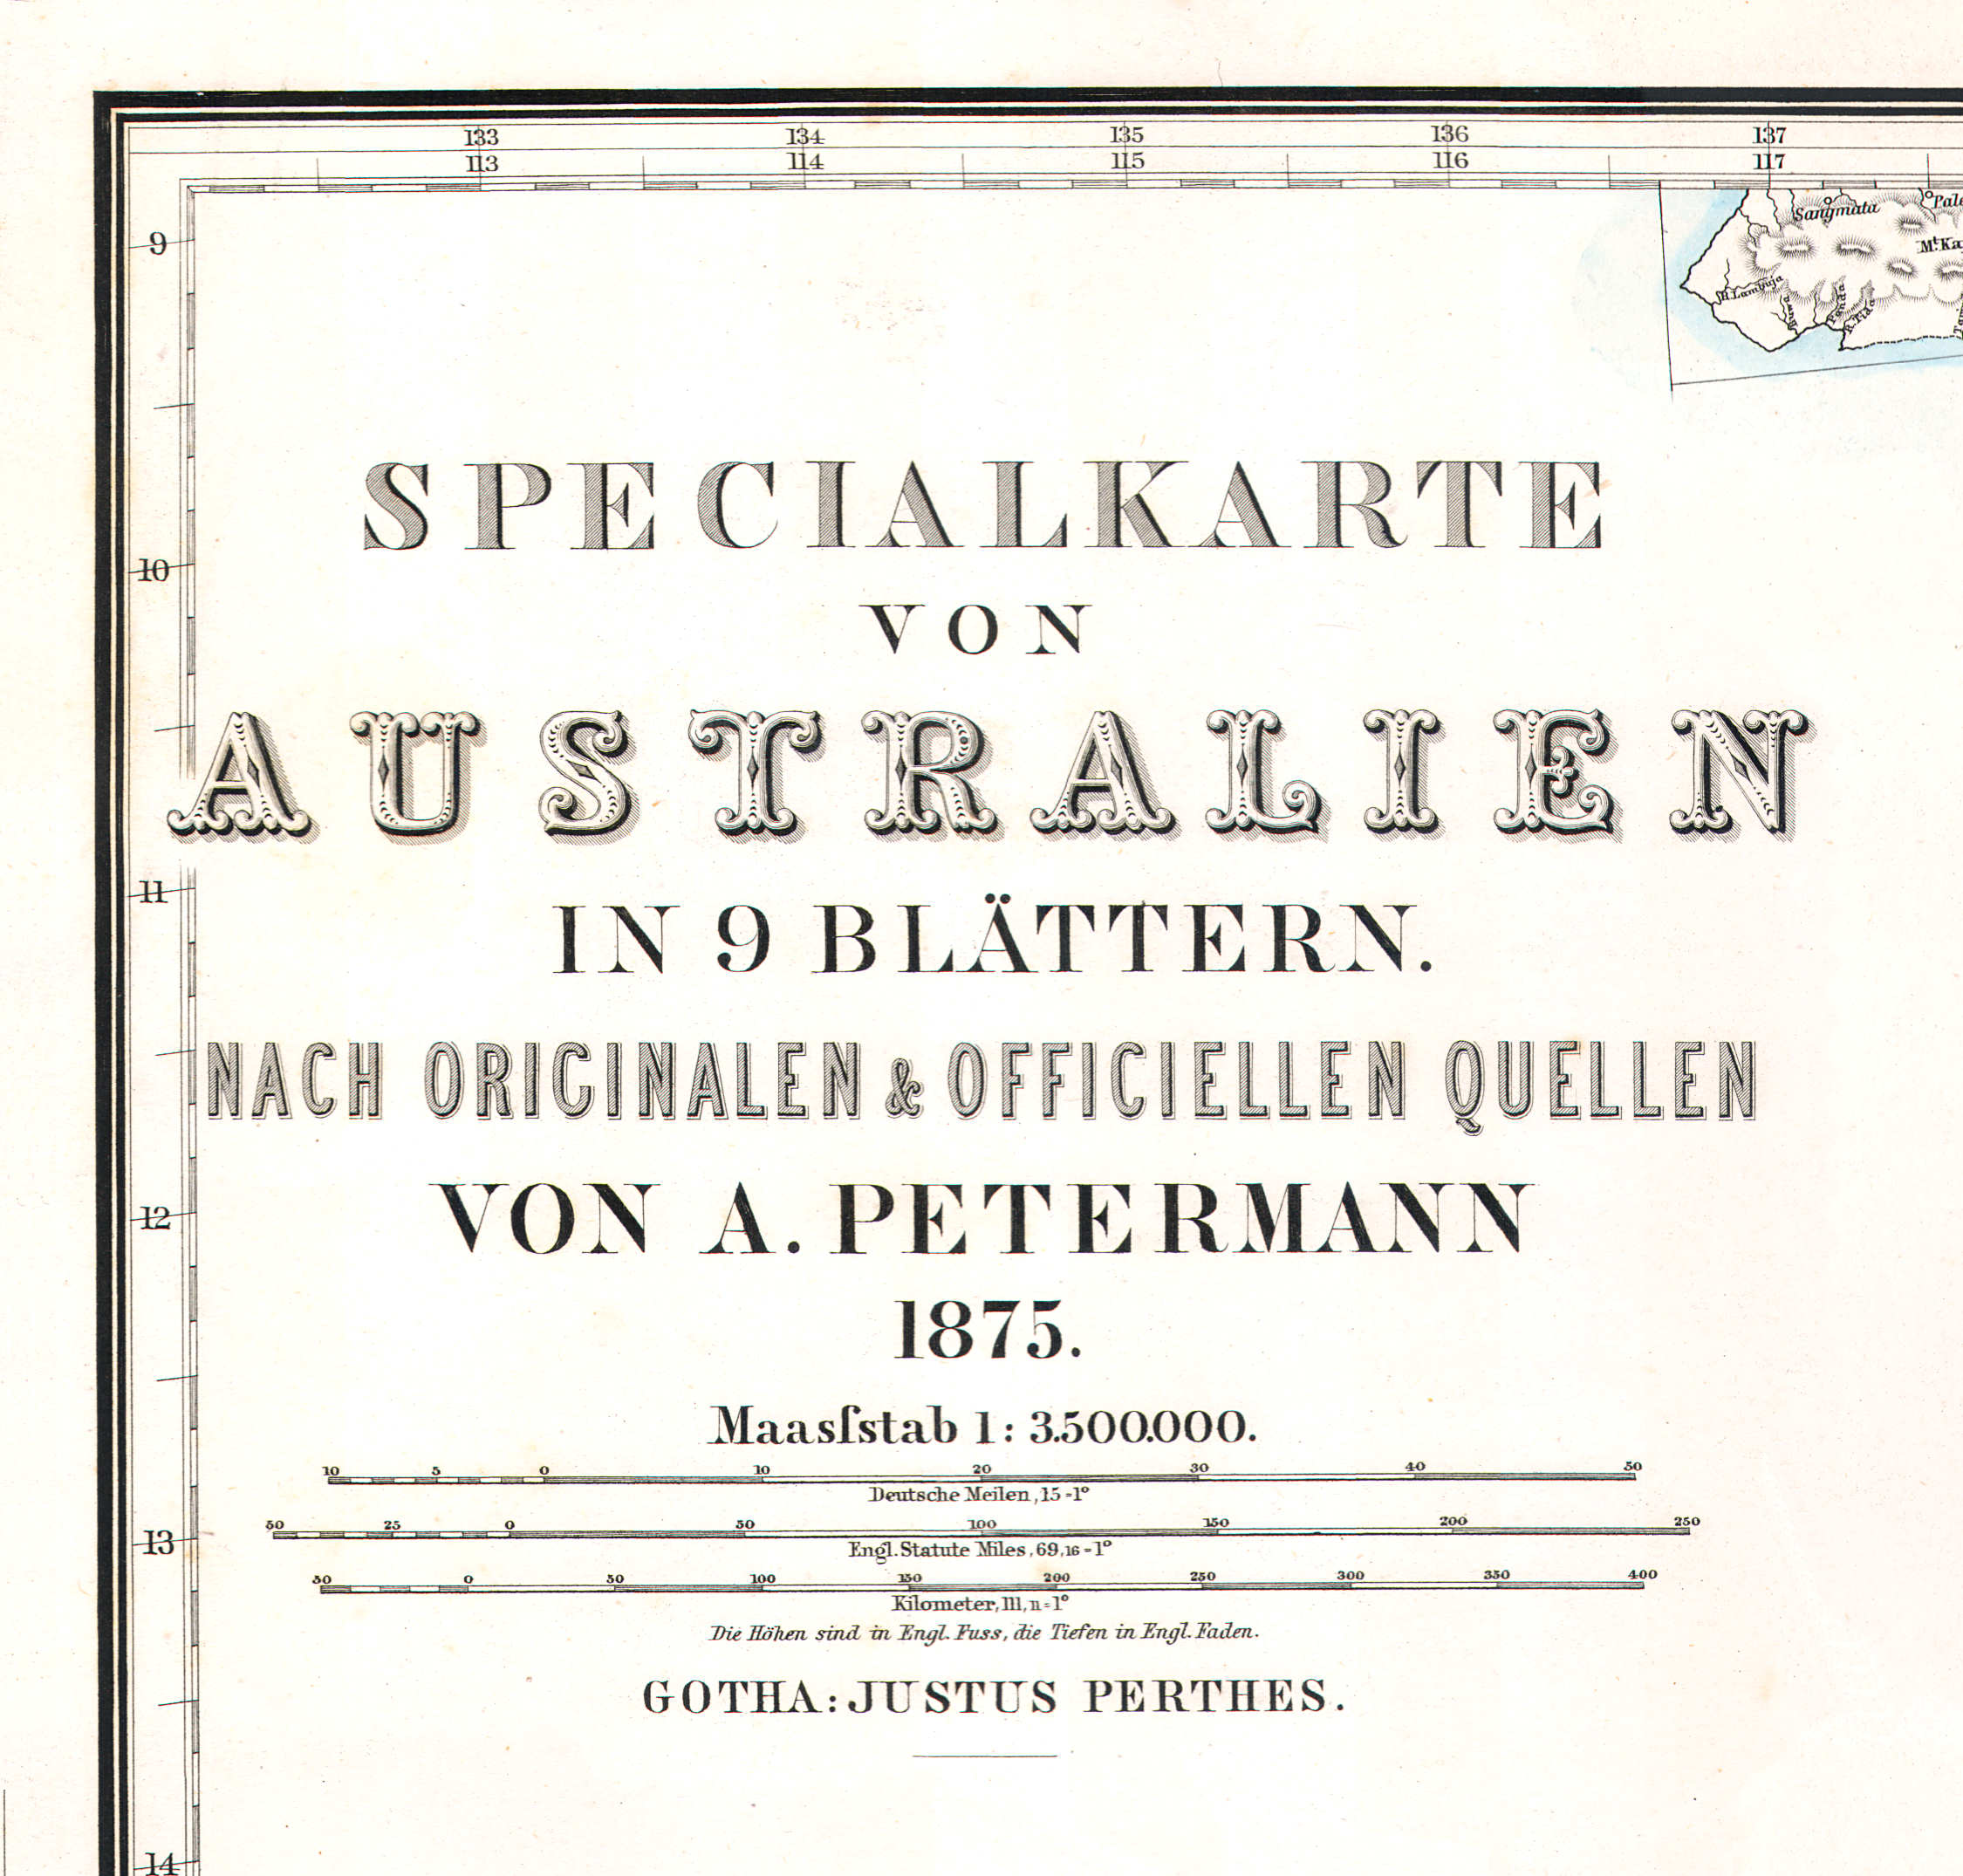 133 134 135 136 137
113 114 115 116 117
Sangmata
R. Lambuja
Panda
R. Tida
9
10
11
12
13
14
SPECIALKARTE
VON
AUSTRALIEN
IN 9 BLÄTTERN.
NACH ORIGINALEN & OFFICIELLEN QUELLEN
VON A. PETERMANN
1875.
Maasſstab 1: 3.500.000.
10 5 0 10 20 30 40 50
Deutsche Meilen, 15 = 1°
50 25 0 50 100 150 200 250
Engl. Statute Miles, 69,16 = 1°
50 0 50 100 150 200 250 300 350 400
Kilometer, 111,11 = 1°
Die Höhen sind in Engl. Fuss, die Tiefen in Engl. Faden.
GOTHA: JUSTUS PERTHES.